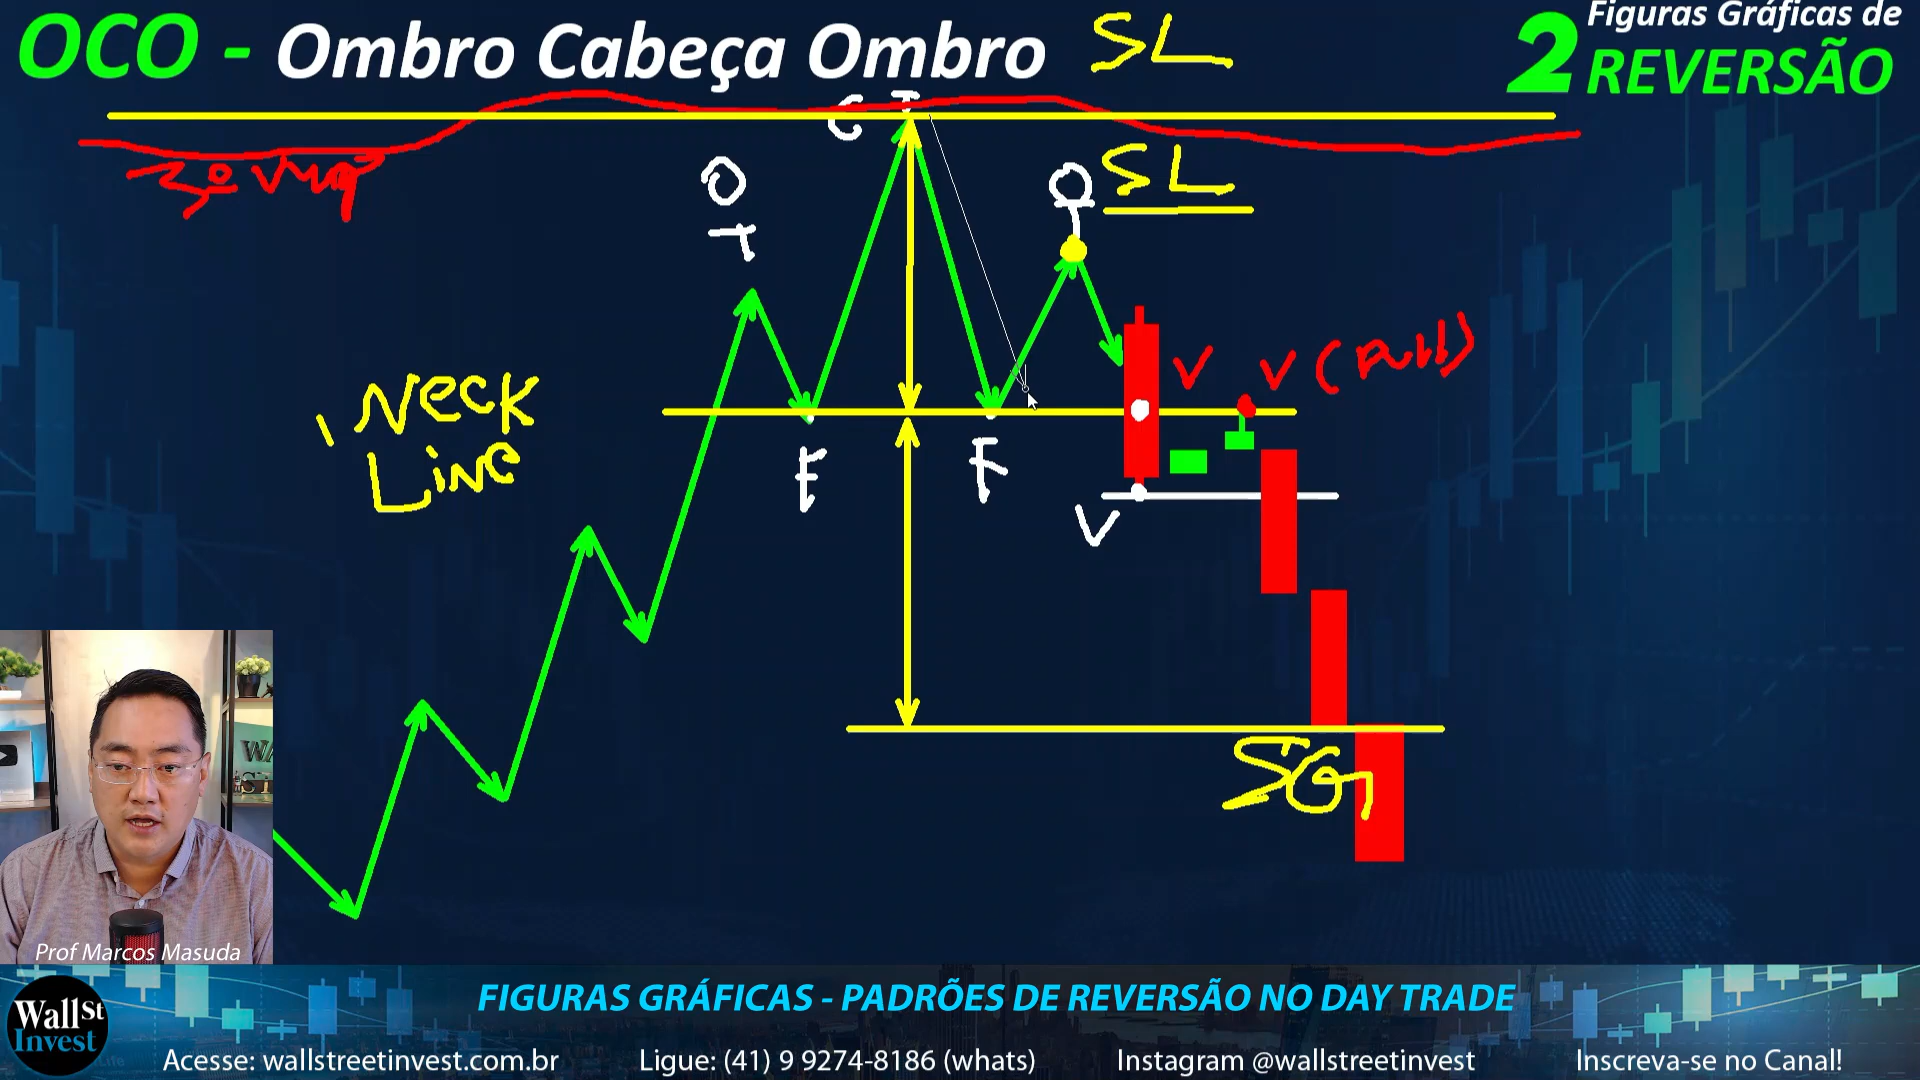 OCO - Ombro Cabeça Ombro
SL
2
Figuras Gráficas de
REVERSÃO
C T
O
T
O
T
SL
Neck
Line
F
F
V
V
V (Pull)
SG
Prof Marcos Masuda
FIGURAS GRÁFICAS - PADRÕES DE REVERSÃO NO DAY TRADE
WallSt
Invest
Acesse: wallstreetinvest.com.br
Ligue: (41) 9 9274-8186 (whats)
Instagram @wallstreetinvest
Inscreva-se no Canal!